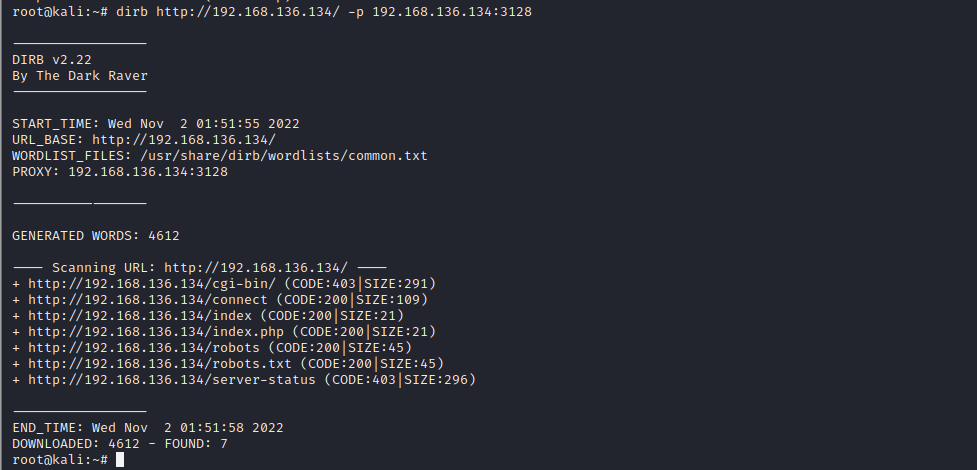 root@kali:~# dirb http://192.168.136.134/ -p 192.168.136.134:3128
-----------------
DIRB v2.22
By The Dark Raver
-----------------
START_TIME: Wed Nov  2 01:51:55 2022
URL_BASE: http://192.168.136.134/
WORDLIST_FILES: /usr/share/dirb/wordlists/common.txt
PROXY: 192.168.136.134:3128
-----------------
GENERATED WORDS: 4612
---- Scanning URL: http://192.168.136.134/ ----
+ http://192.168.136.134/cgi-bin/ (CODE:403|SIZE:291)
+ http://192.168.136.134/connect (CODE:200|SIZE:109)
+ http://192.168.136.134/index (CODE:200|SIZE:21)
+ http://192.168.136.134/index.php (CODE:200|SIZE:21)
+ http://192.168.136.134/robots (CODE:200|SIZE:45)
+ http://192.168.136.134/robots.txt (CODE:200|SIZE:45)
+ http://192.168.136.134/server-status (CODE:403|SIZE:296)
-----------------
END_TIME: Wed Nov  2 01:51:58 2022
DOWNLOADED: 4612 - FOUND: 7
root@kali:~#